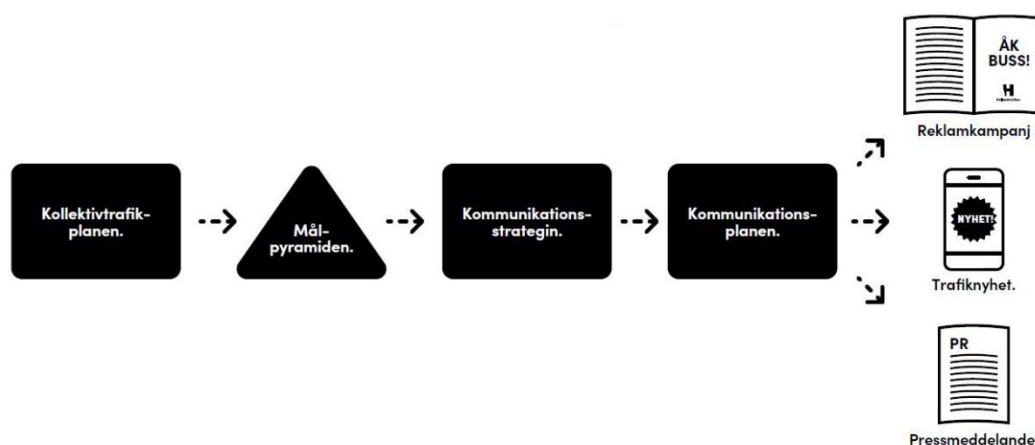 Kollektivtrafik-
planen.
Mål-
pyramiden.
Kommunikations-
strategin.
Kommunikations-
planen.
ÅK
BUSS!
Reklamkampanj
NYHET!
Trafiknyhet.
PR
Pressmeddelande